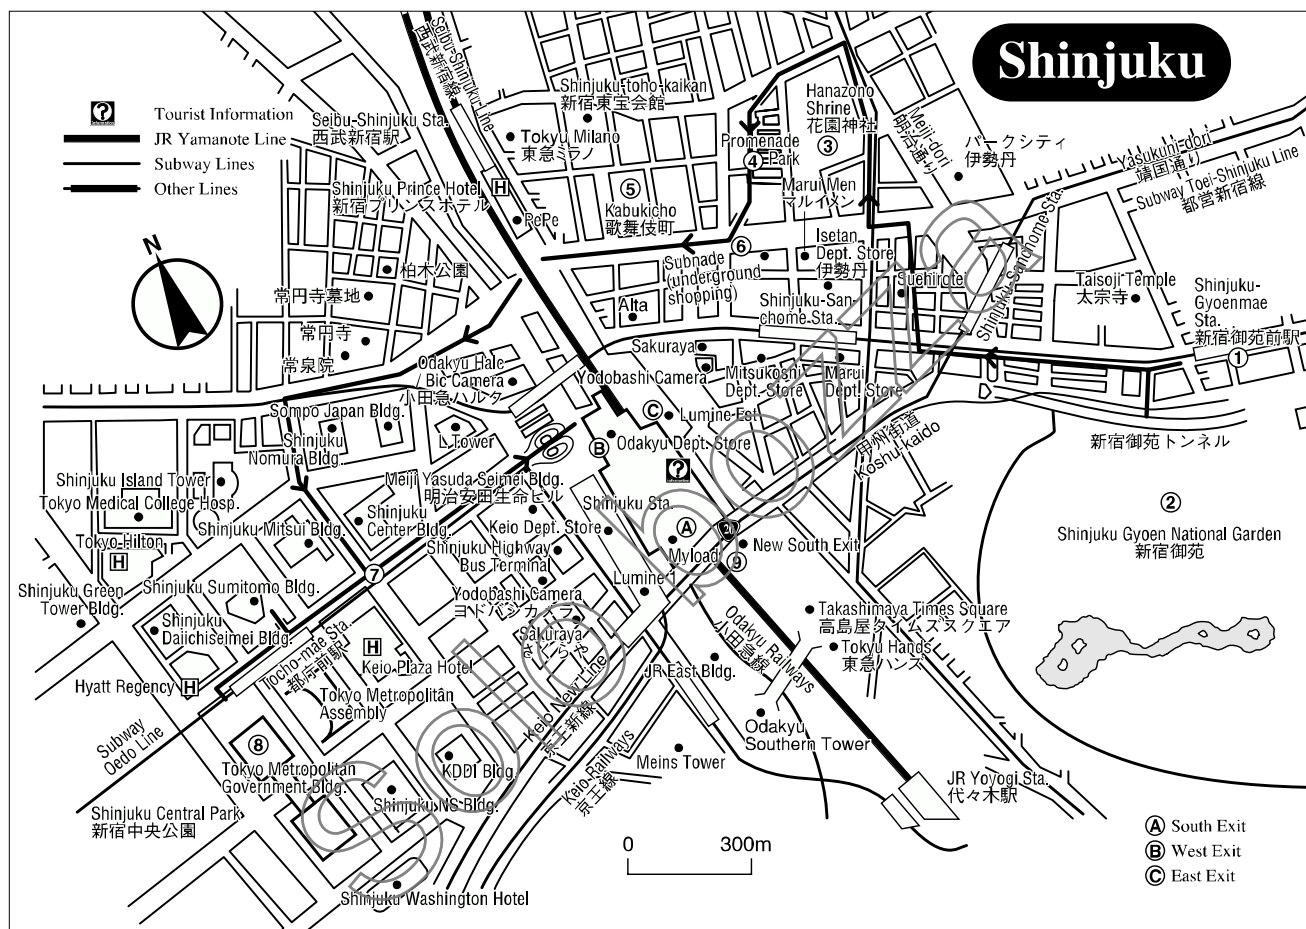 Shinjuku
Tourist Information
JR Yamanote Line
Subway Lines
Other Lines
N
Seibu-Shinjuku-Line
西武新宿線
Seibu-Shinjuku Sta.
西武新宿駅
Shinjuku-toho-kaikan
新宿東宝会館
Tokyu Milano
東急ミラノ
Hanazono
Shrine
花園神社
③
Promenade
④
Park
Meiji-dori
明治通り
パークシティ
伊勢丹
Yasukuni-dori
靖国通り
Subway Toei-Shinjuku Line
都営新宿線
Shinjuku Prince Hotel
新宿プリンスホテル
H
PePe
⑤
Kabukicho
歌舞伎町
Marui Men
マルイメン
⑥
Subnade
(underground
shopping)
Isetan
Dept. Store
伊勢丹
Suehirotei
Shinjuku-Sanchome-Sta.
Taisoji Temple
太宗寺
Shinjuku-
Gyoenmae
Sta.
新宿御苑前駅
①
柏木公園
常円寺墓地
常円寺
常泉院
Alta
Shinjuku-San-
chome Sta.
Sakuraya
Odakyu Halc
/ Bic Camera
小田急ハルタ
Yodobashi Camera
Mitsukoshi
Dept. Store
Marui
Dept. Store
Sompo Japan Bldg.
Shinjuku
Nomura Bldg.
L Tower
C
Lumine Est
B
Odakyu Dept. Store
甲州街道
Koshu-kaido
新宿御苑トンネル
Shinjuku Island Tower
Tokyo Medical College Hosp.
Meiji Yasuda Seimei Bldg.
明治安田生命ビル
?
Shinjuku Sta.
②
Shinjuku Gyoen National Garden
新宿御苑
Shinjuku Mitsui Bldg.
Shinjuku
Center Bldg.
Keio Dept. Store
A
20
Myload
New South Exit
⑨
Tokyo Hilton
H
Shinjuku Highway
Bus Terminal
Shinjuku Green
Tower Bldg.
Shinjuku Sumitomo Bldg.
⑦
Lumine 1
Yodobashi Camera
ヨドバシカメラ
Shinjuku
Daiichiseimei Bldg.
Sakuraya
さくらや
Odakyu Railways
小田急線
Takashimaya Times Square
高島屋タイムズスクエア
Tokyu Hands
東急ハンズ
Tocho-mae Sta.
都庁前駅
H
Keio Plaza Hotel
JR East Bldg.
Hyatt Regency
H
Tokyo Metropolitan
Assembly
Keio New Line
京王新線
Odakyu
Southern Tower
Subway
Oedo Line
⑧
Tokyo Metropolitan
Government Bldg.
KDDI Bldg.
Keio-Railways
京王線
Meins Tower
Shinjuku NS Bldg.
JR Yoyogi Sta.
代々木駅
Shinjuku Central Park
新宿中央公園
0 300m
A South Exit
B West Exit
C East Exit
Shinjuku Washington Hotel